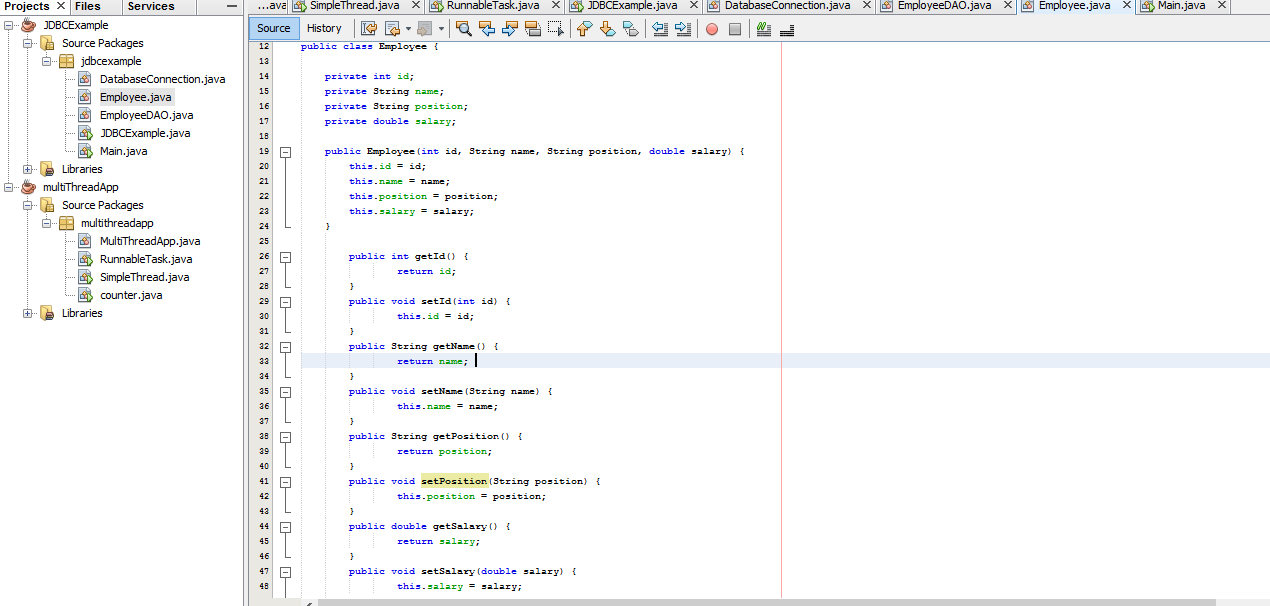 Projects Files Services
...ava SimpleThread.java RunnableTask.java JDBCExample.java DatabaseConnection.java EmployeeDAO.java Employee.java Main.java
Source History
JDBCExample
Source Packages
jdbcexample
DatabaseConnection.java
Employee.java
EmployeeDAO.java
JDBCExample.java
Main.java
Libraries
multiThreadApp
Source Packages
multithreadapp
MultiThreadApp.java
RunnableTask.java
SimpleThread.java
counter.java
Libraries
12 public class Employee {
13
14 private int id;
15 private String name;
16 private String position;
17 private double salary;
18
19 public Employee(int id, String name, String position, double salary) {
20 this.id = id;
21 this.name = name;
22 this.position = position;
23 this.salary = salary;
24 }
25
26 public int getId() {
27 return id;
28 }
29 public void setId(int id) {
30 this.id = id;
31 }
32 public String getName() {
33 return name;
34 }
35 public void setName(String name) {
36 this.name = name;
37 }
38 public String getPosition() {
39 return position;
40 }
41 public void setPosition(String position) {
42 this.position = position;
43 }
44 public double getSalary() {
45 return salary;
46 }
47 public void setSalary(double salary) {
48 this.salary = salary;